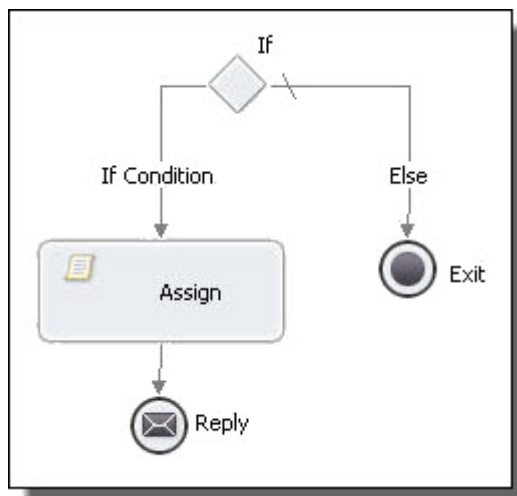 If
If Condition
Else
Assign
Exit
Reply